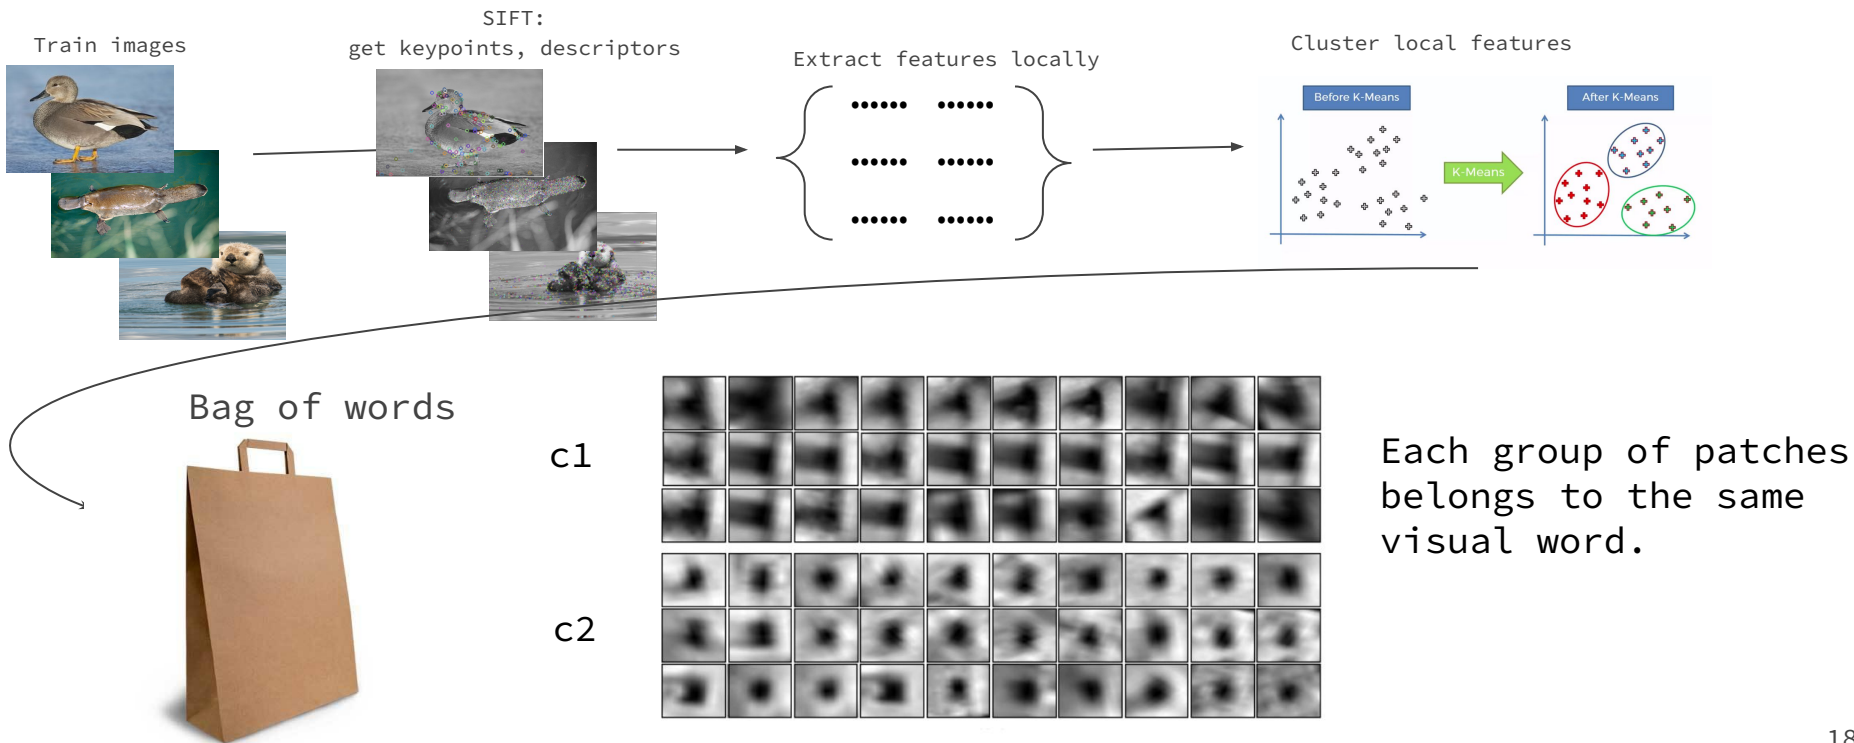 Train images
SIFT:
get keypoints, descriptors
Extract features locally
Cluster local features
Before K-Means
K-Means
After K-Means
Bag of words
c1
c2
Each group of patches
belongs to the same
visual word.
18